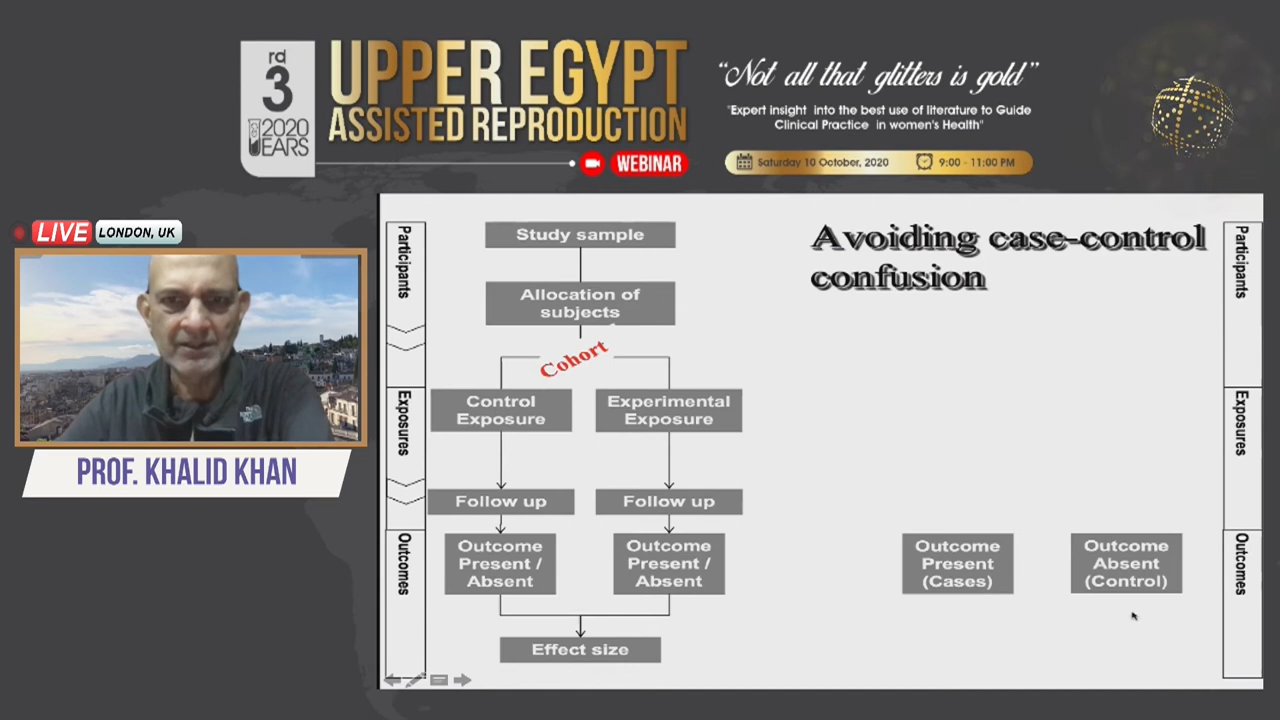 rd
3
2020
EARS
UPPER EGYPT
ASSISTED REPRODUCTION
WEBINAR
“Not all that glitters is gold”
"Expert insight into the best use of literature to Guide
Clinical Practice in women's Health"
Saturday 10 October, 2020
9:00 - 11:00 PM
LIVE
LONDON, UK
PROF. KHALID KHAN
Avoiding case-control
confusion
Participants
Exposures
Outcomes
Study sample
Allocation of
subjects
Cohort
Control
Exposure
Experimental
Exposure
Follow up
Follow up
Outcome
Present /
Absent
Outcome
Present /
Absent
Effect size
Outcome
Present
(Cases)
Outcome
Absent
(Control)
Participants
Exposures
Outcomes